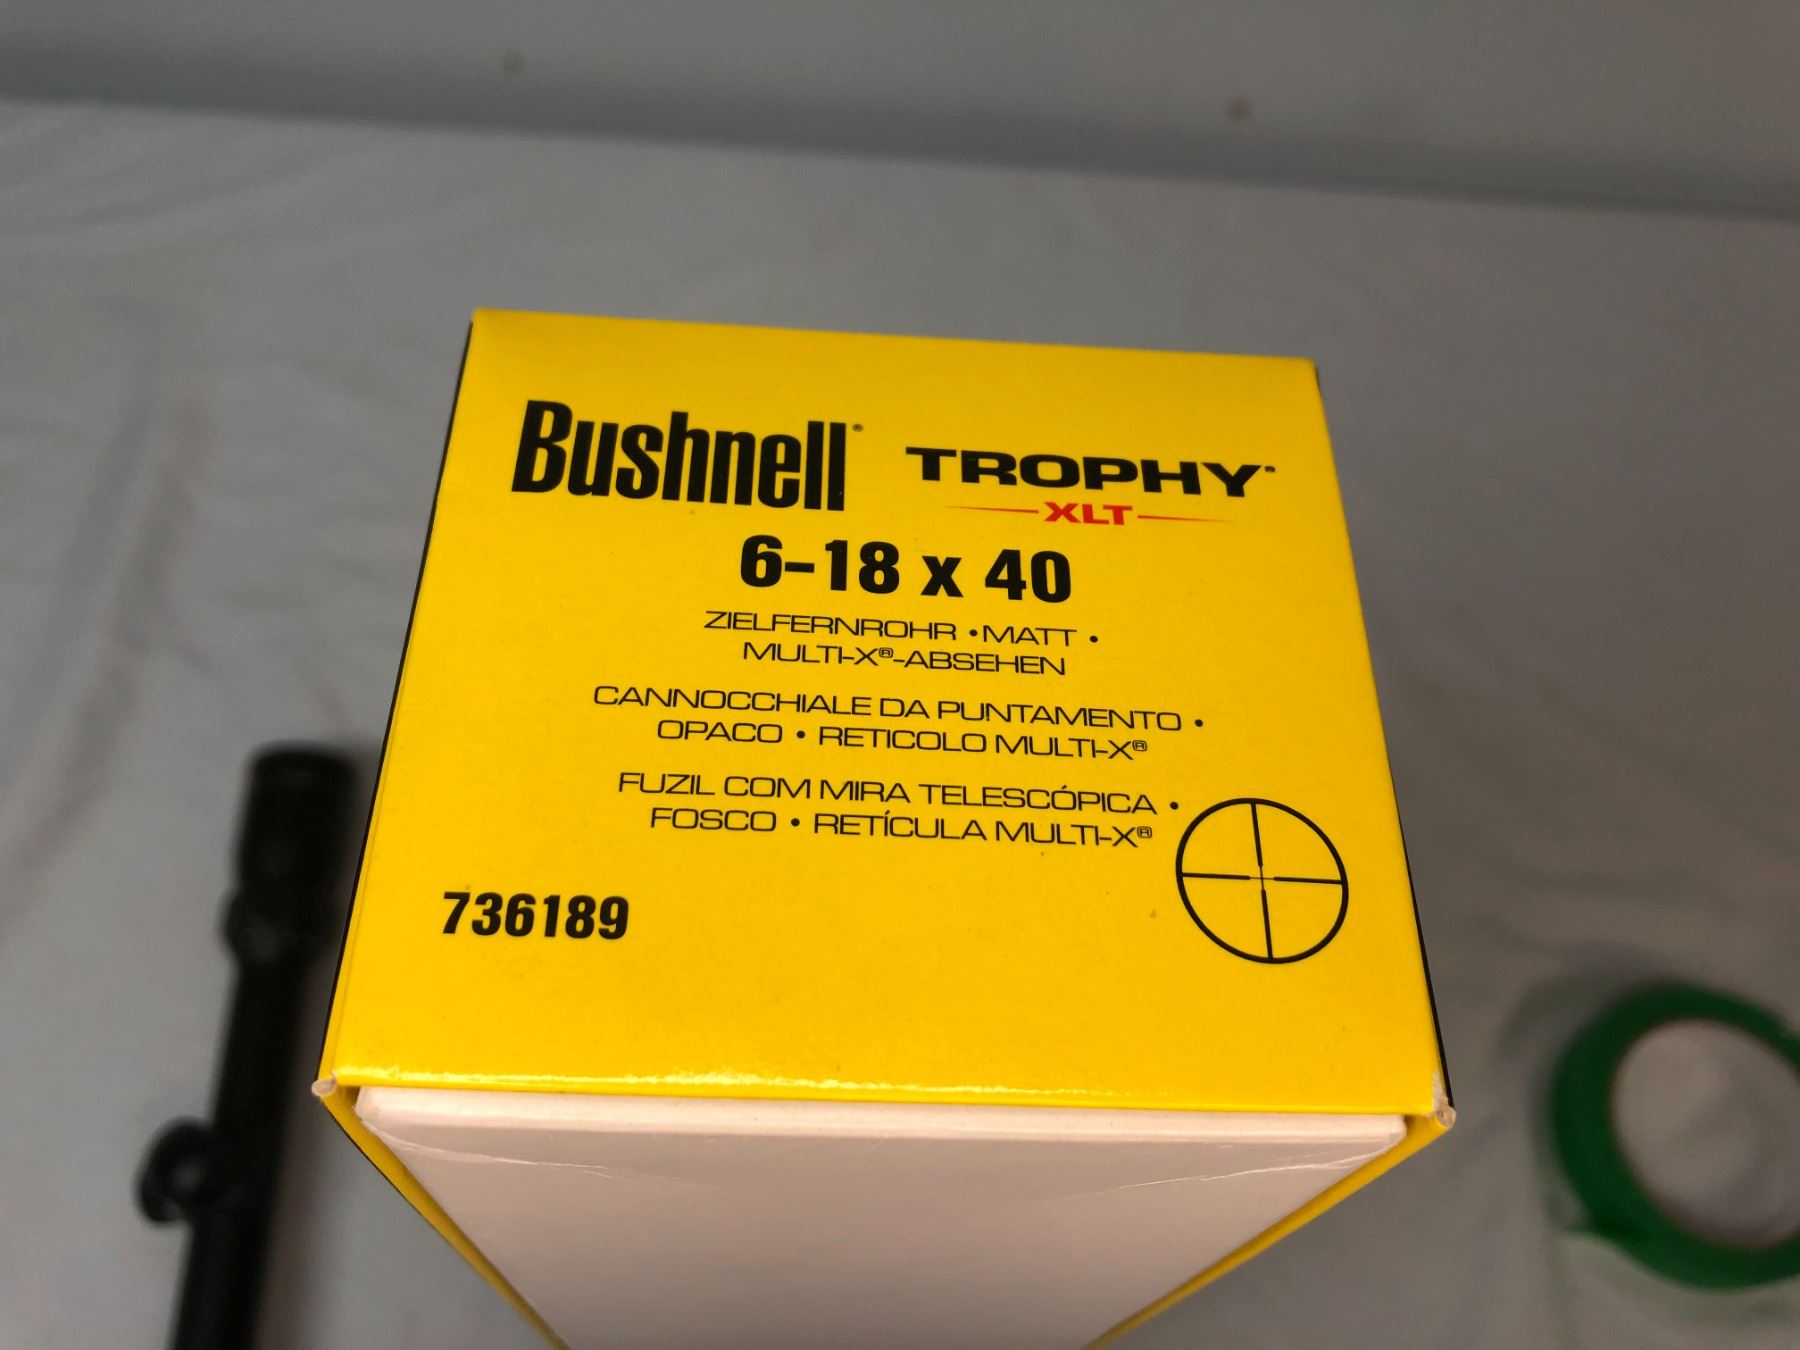 Bushnell® TROPHY®
XLT
6-18 x 40
ZIELFERNROHR • MATT •
MULTI-X®-ABSEHEN
CANNOCCHIALE DA PUNTAMENTO •
OPACO • RETICOLO MULTI-X®
FUZIL COM MIRA TELESCÓPICA •
FOSCO • RETÍCULA MULTI-X®
736189